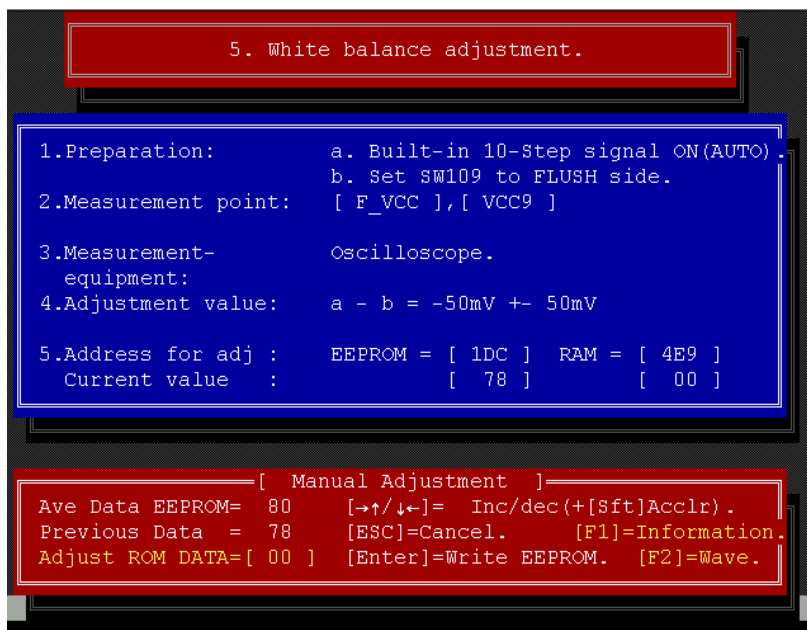 5. White balance adjustment.
1.Preparation: a. Built-in 10-Step signal ON(AUTO).
b. Set SW109 to FLUSH side.
2.Measurement point: [ F_VCC ],[ VCC9 ]
3.Measurement- Oscilloscope.
equipment:
4.Adjustment value: a - b = -50mV +- 50mV
5.Address for adj : EEPROM = [ 1DC ] RAM = [ 4E9 ]
Current value : [ 78 ] [ 00 ]
[ Manual Adjustment ]
Ave Data EEPROM= 80 [→↑/↓←]= Inc/dec(+[Sft]Acclr).
Previous Data = 78 [ESC]=Cancel. [F1]=Information.
Adjust ROM DATA=[ 00 ] [Enter]=Write EEPROM. [F2]=Wave.